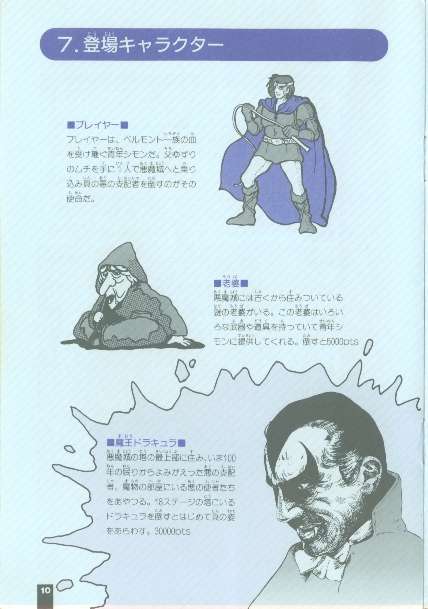 7. 登場キャラクター
■プレイヤー■
プレイヤーは、ベルモンド一族の血
を受け継ぐ青年シモンだ。父ゆずり
のムチを手に1人で悪魔城へと乗り
込み真の悪の支配者を倒すのがその
使命だ。
■老婆■
悪魔城には古くから住みついている
謎の老婆がいる。この老婆はいろい
ろな武器や道具を持っていて青年シ
モンに提供してくれる。倒すと5000pts
■魔王ドラキュラ■
悪魔城の塔の最上部に住み、いま100
年の眠りからよみがえった悪の支配
者。魔物の部屋にいる悪の使者たち
をあやつる。18ステージの塔にいる
ドラキュラを倒すとはじめて真の姿
をあらわす。30000pts
10